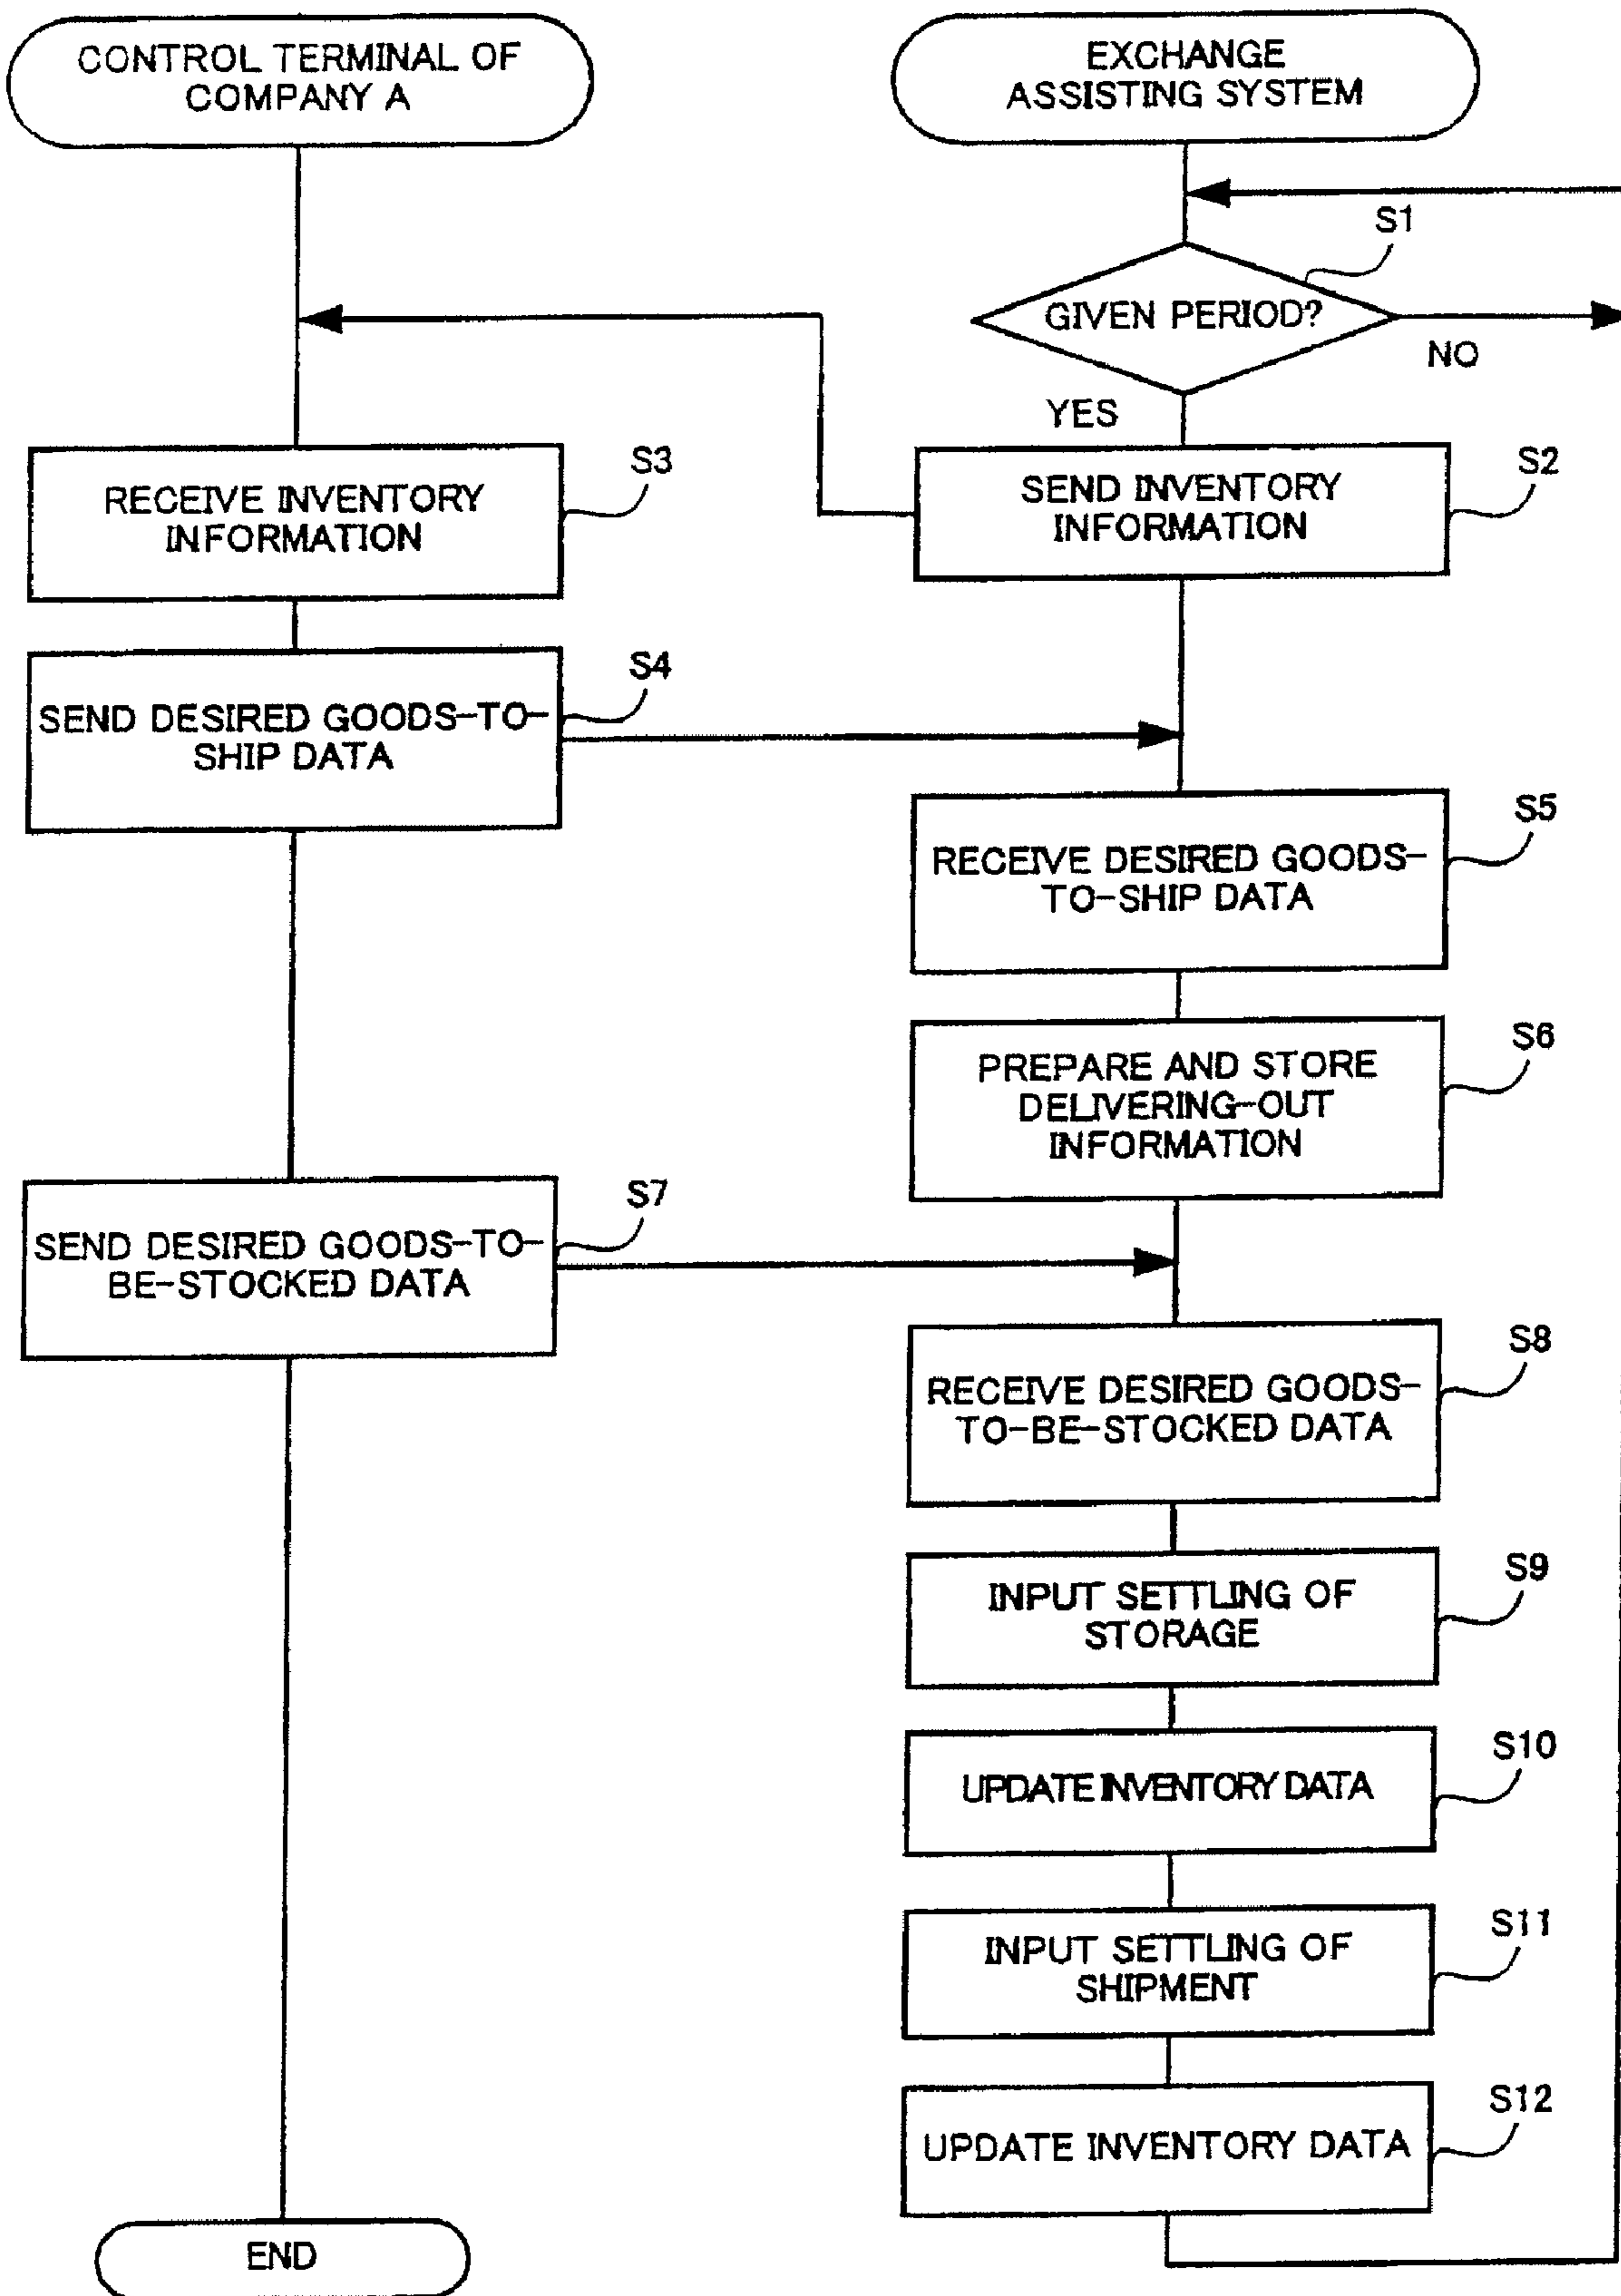 CONTROL TERMINAL OF
COMPANY A
EXCHANGE
ASSISTING SYSTEM
S1
GIVEN PERIOD?
NO
YES
S3
RECEIVE INVENTORY
INFORMATION
S2
SEND INVENTORY
INFORMATION
S4
SEND DESIRED GOODS-TO-
SHIP DATA
S5
RECEIVE DESIRED GOODS-
TO-SHIP DATA
S6
PREPARE AND STORE
DELIVERING-OUT
INFORMATION
S7
SEND DESIRED GOODS-TO-
BE-STOCKED DATA
S8
RECEIVE DESIRED GOODS-
TO-BE-STOCKED DATA
S9
INPUT SETTLING OF
STORAGE
S10
UPDATE INVENTORY DATA
S11
INPUT SETTLING OF
SHIPMENT
S12
UPDATE INVENTORY DATA
END